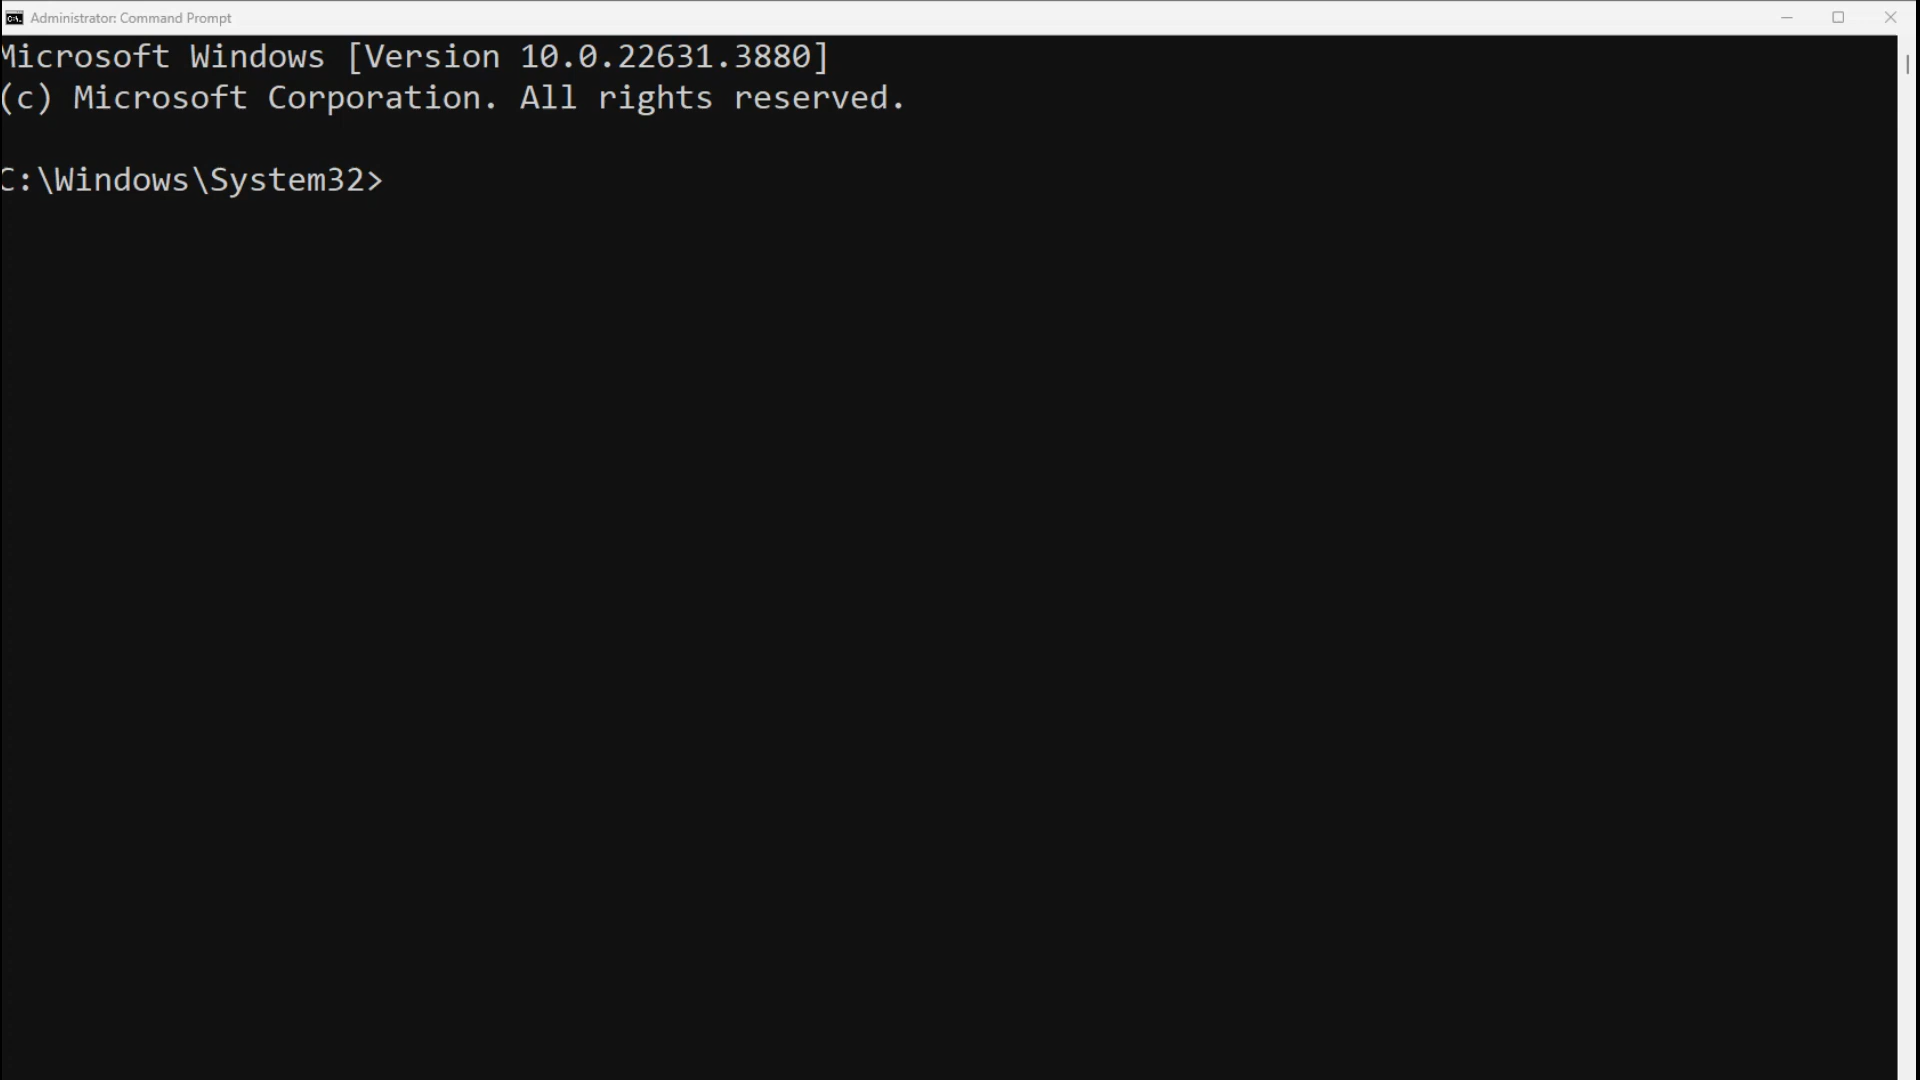 Administrator: Command Prompt
Microsoft Windows [Version 10.0.22631.3880]
(c) Microsoft Corporation. All rights reserved.
C:\Windows\System32>